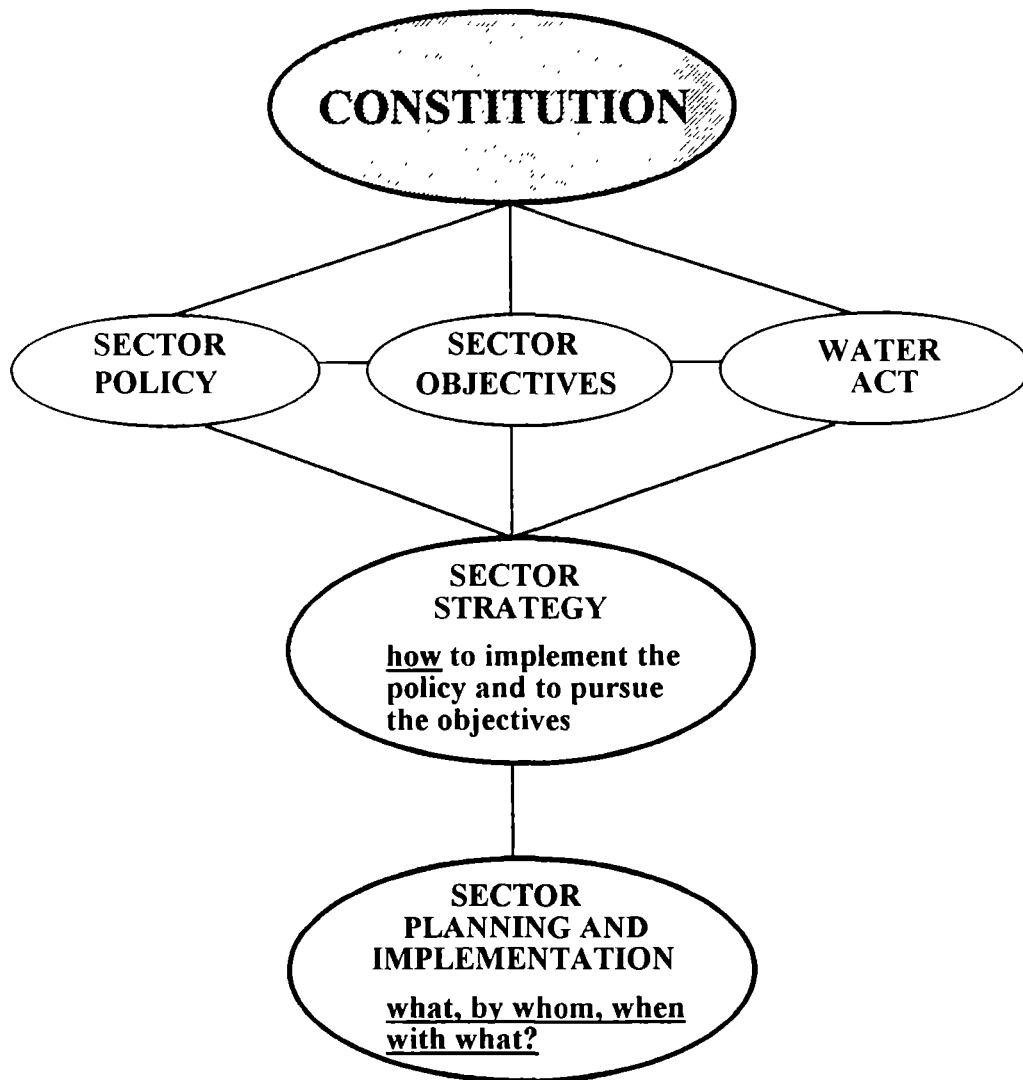 CONSTITUTION
SECTOR
POLICY
SECTOR
OBJECTIVES
WATER
ACT
SECTOR
STRATEGY
how to implement the
policy and to pursue
the objectives
SECTOR
PLANNING AND
IMPLEMENTATION
what, by whom, when
with what?